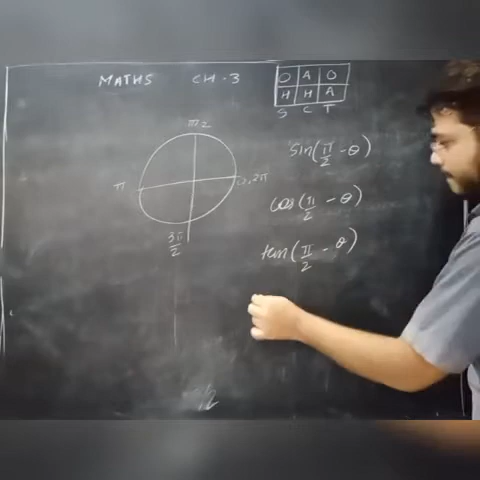 MATHS CH-3
O A O
H H A
S C T
π/2
π
0, 2π
3π/2
sin(π/2 - θ)
cos(π/2 - θ)
tan(π/2 - θ)